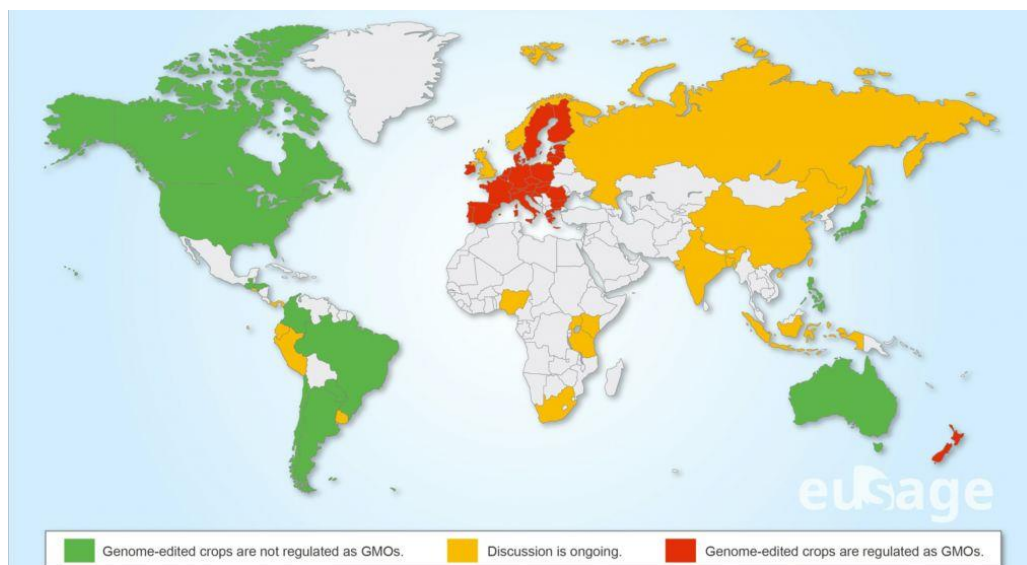 eusage
Genome-edited crops are not regulated as GMOs.
Discussion is ongoing.
Genome-edited crops are regulated as GMOs.